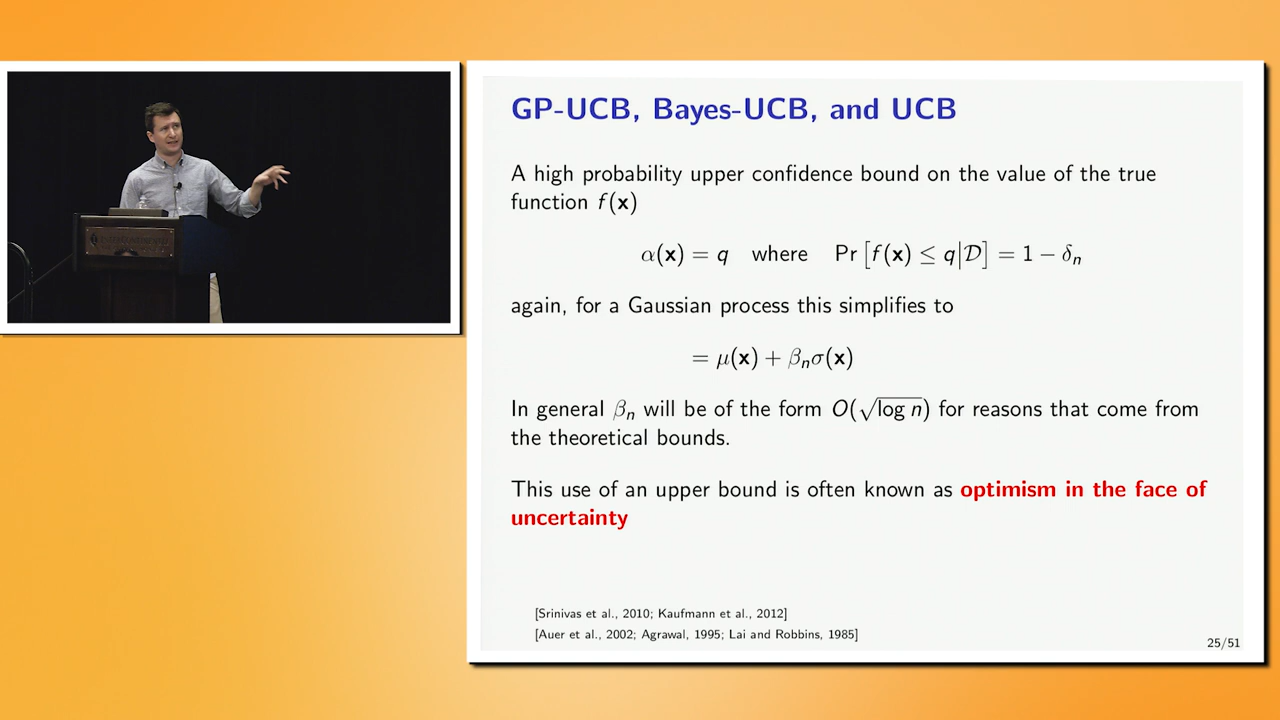 GP-UCB, Bayes-UCB, and UCB
A high probability upper confidence bound on the value of the true
function f(x)
α(x) = q where Pr[f(x) ≤ q|𝒟] = 1 − δₙ
again, for a Gaussian process this simplifies to
= μ(x) + βₙσ(x)
In general βₙ will be of the form O(√log n) for reasons that come from
the theoretical bounds.
This use of an upper bound is often known as optimism in the face of
uncertainty
[Srinivas et al., 2010; Kaufmann et al., 2012]
[Auer et al., 2002; Agrawal, 1995; Lai and Robbins, 1985]
25/51